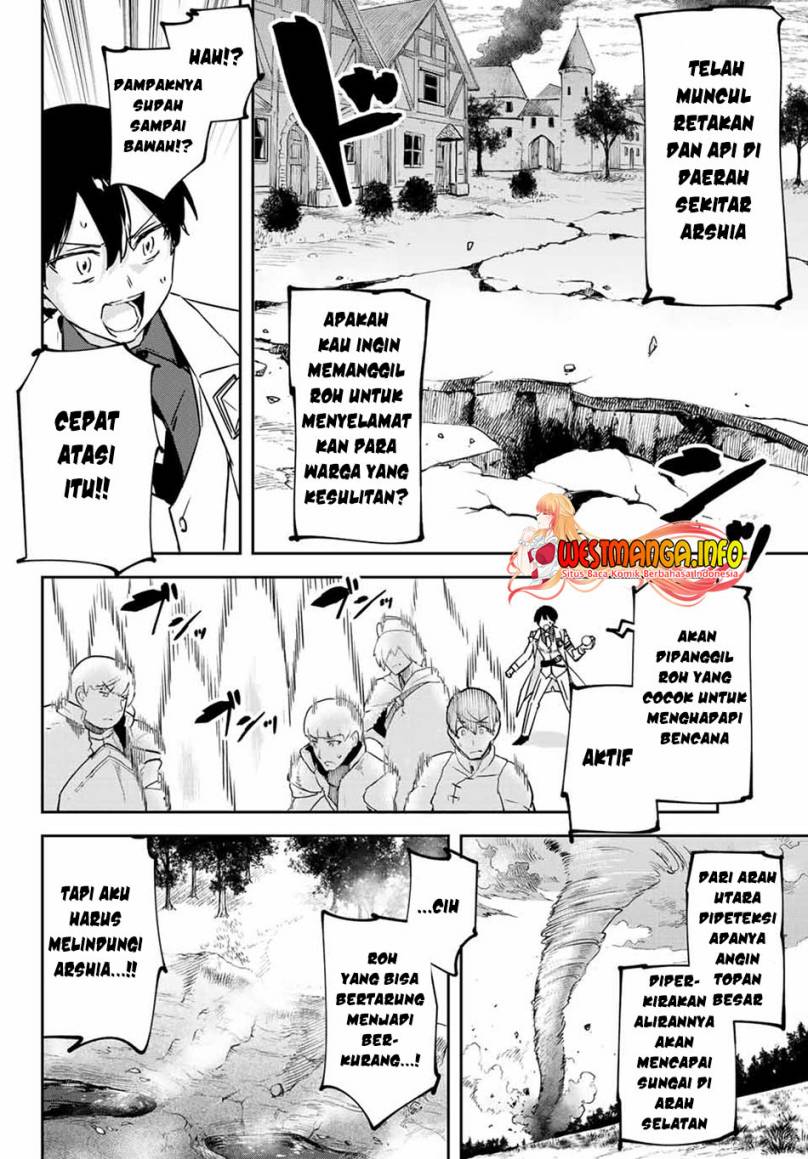 TELAH
MUNCUL
RETAKAN
DAN API DI
DAERAH
SEKITAR
ARSHIA
ド
APAKAH
KAU INGIN
MEMANGGIL
ROH UNTUK
MENYELAMAT
KAN PARA
WARGA YANG
KESULITAN?
HAH!?
DAMPAKNYA
SUDAH
SAMPAI
BAWAH!?
CEPAT
ATASI
ITU!!
WESTMANGA.INFO
Situs Baca Komik Berbahasa Indonesia
AKAN
DIPANGGIL
ROH YANG
COCOK UNTUK
MENGHADAPI
BENCANA
AKTIF
DARI ARAH
UTARA
DIDETEKSI
ADANYA
ANGIN
TOPAN
BESAR
DIPER-
KIRAKAN
ALIRANNYA
AKAN
MENCAPAI
SUNGAI DI
ARAH
SELATAN
...CIH
ROH
YANG BISA
BERTARUNG
MENJADI
BER-
KURANG...!
TAPI AKU
HARUS
MELINDUNGI
ARSHIA...!!